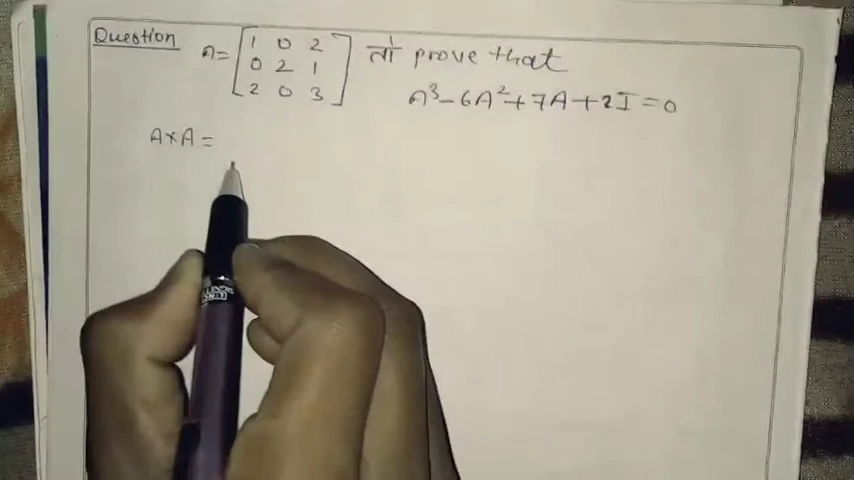 Question A = [1 0 2 तो prove that
0 2 1
2 0 3] A³ - 6A² + 7A + 2I = 0
A×A =